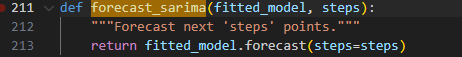 211 def forecast_sarima(fitted_model, steps):
212     """Forecast next 'steps' points."""
213     return fitted_model.forecast(steps=steps)